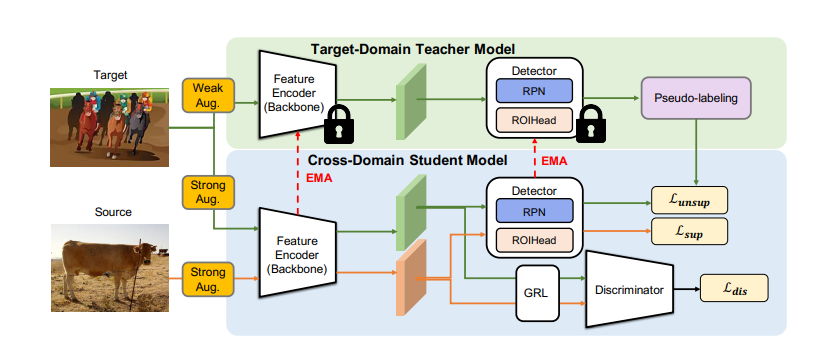 Target-Domain Teacher Model
Target
Weak
Aug.
Feature
Encoder
(Backbone)
Detector
RPN
ROIHead
Pseudo-labeling
EMA
EMA
Cross-Domain Student Model
Strong
Aug.
Source
Strong
Aug.
Feature
Encoder
(Backbone)
Detector
RPN
ROIHead
ℒunsup
ℒsup
GRL
Discriminator
ℒdis